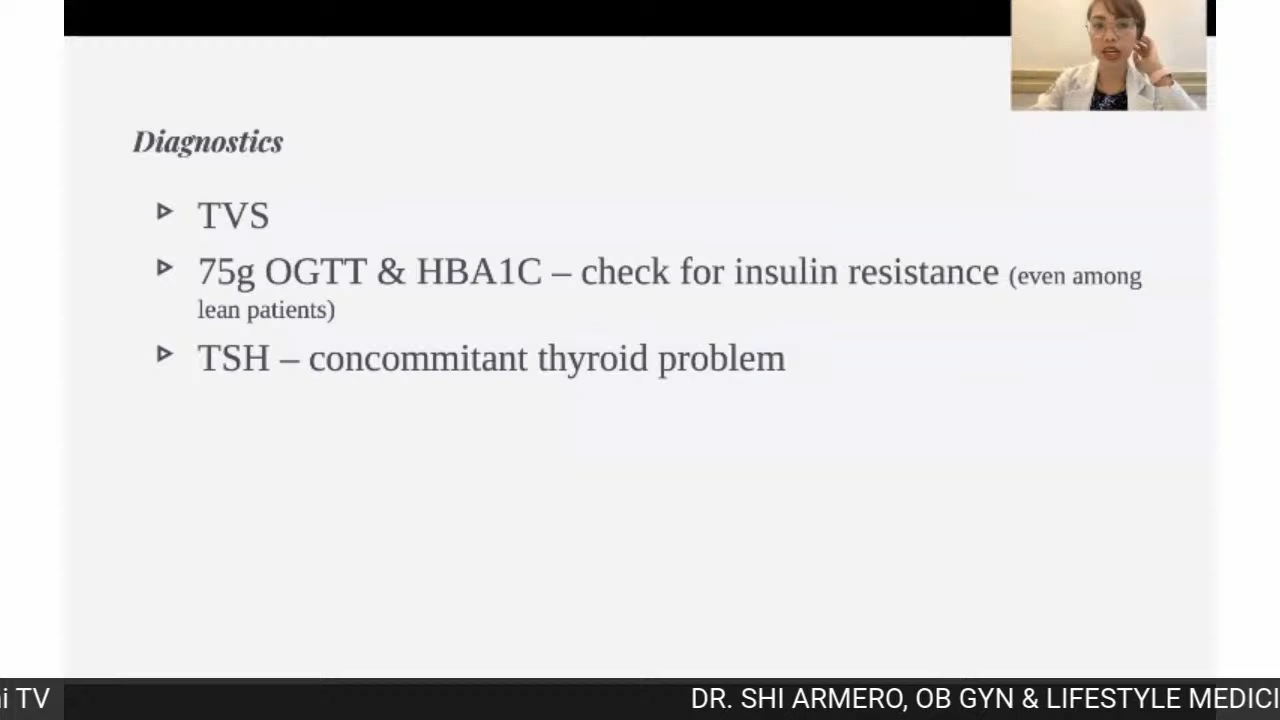 Diagnostics
TVS
75g OGTT & HBA1C – check for insulin resistance (even among
lean patients)
TSH – concommitant thyroid problem
TV
DR. SHI ARMERO, OB GYN & LIFESTYLE